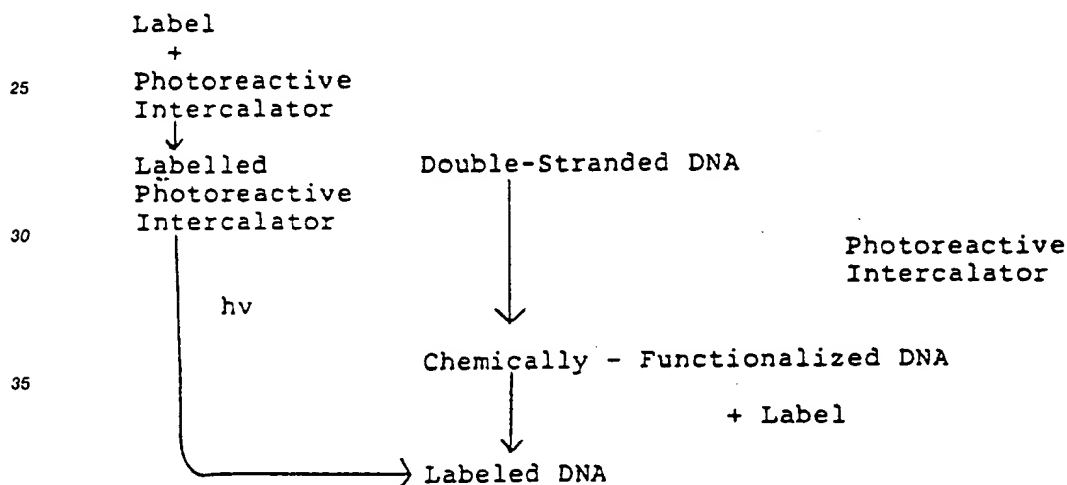 Label
+
25
Photoreactive
Intercalator
Labelled
Photoreactive
Intercalator
Double-Stranded DNA
30
Photoreactive
Intercalator
hv
Chemically - Functionalized DNA
35
+ Label
Labeled DNA